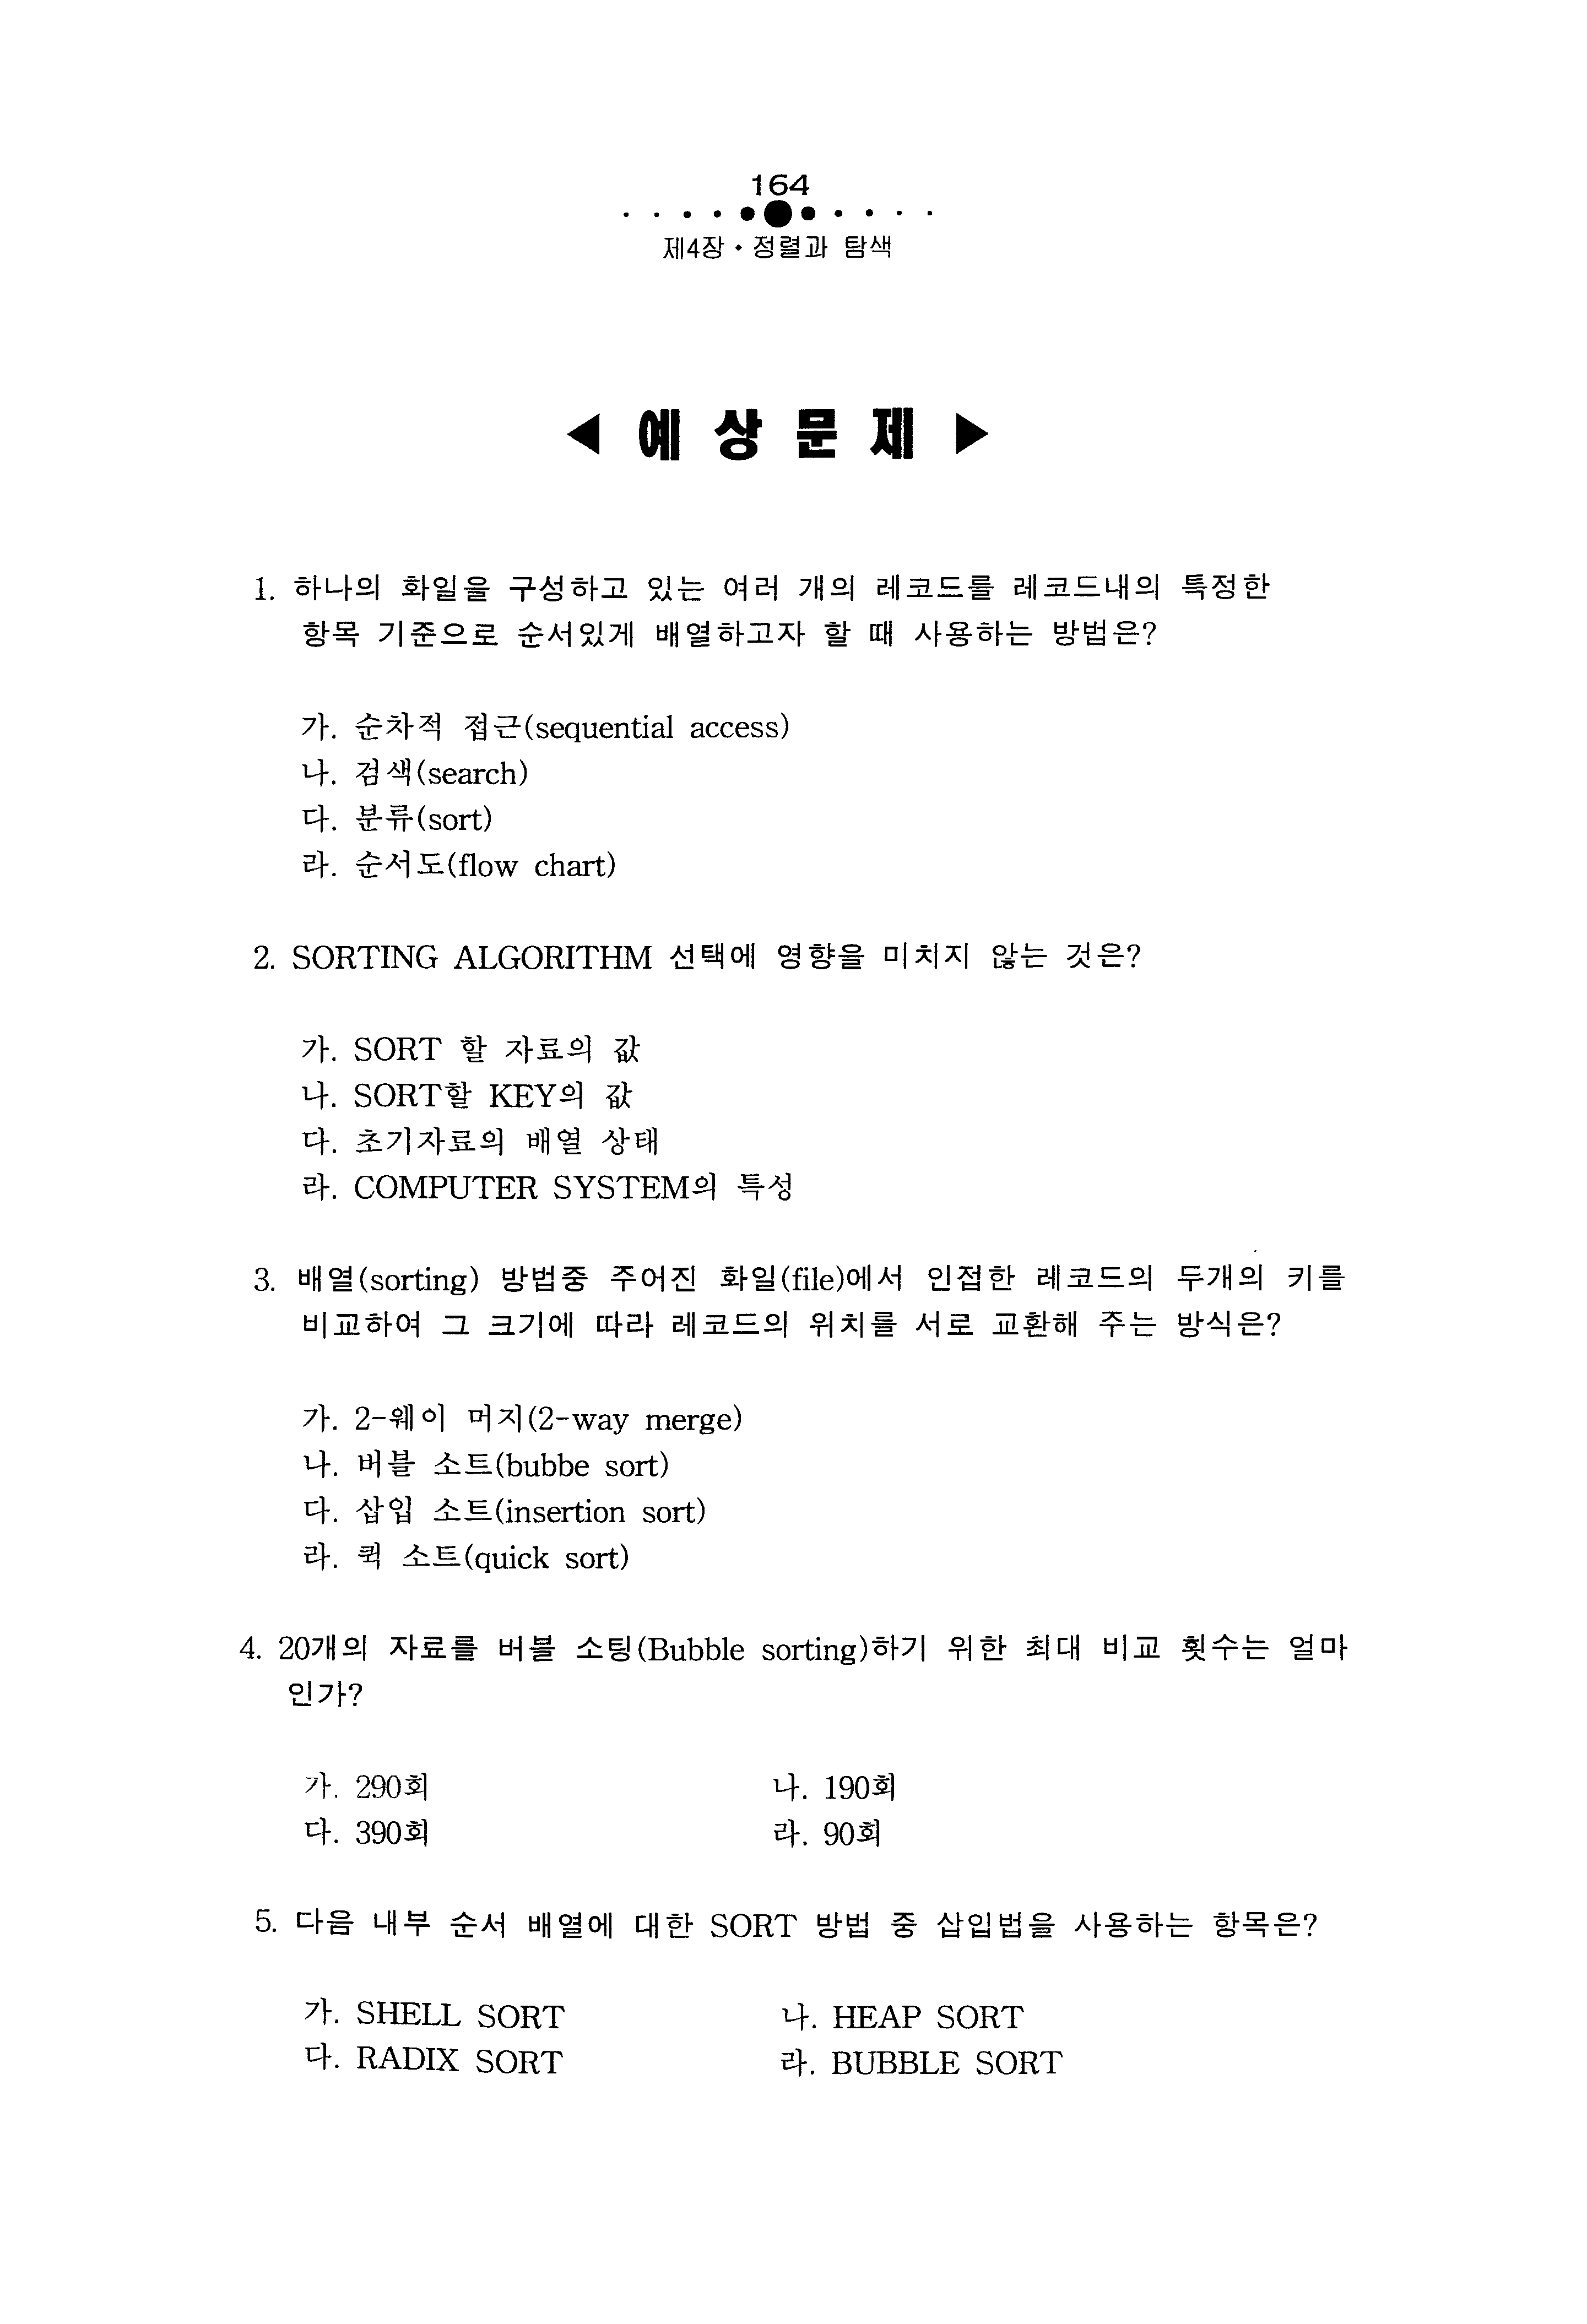 164
제4장 • 정렬과 탐색
◀ 예 상 문 제 ▶
1. 하나의 화일을 구성하고 있는 여러 개의 레코드를 레코드내의 특정한
항목 기준으로 순서있게 배열하고자 할 때 사용하는 방법은?
가. 순차적 접근(sequential access)
나. 검색(search)
다. 분류(sort)
라. 순서도(flow chart)
2. SORTING ALGORITHM 선택에 영향을 미치지 않는 것은?
가. SORT 할 자료의 값
나. SORT할 KEY의 값
다. 초기자료의 배열 상태
라. COMPUTER SYSTEM의 특성
3. 배열(sorting) 방법중 주어진 화일(file)에서 인접한 레코드의 두개의 키를
비교하여 그 크기에 따라 레코드의 위치를 서로 교환해 주는 방식은?
가. 2-웨이 머지(2-way merge)
나. 버블 소트(bubbe sort)
다. 삽입 소트(insertion sort)
라. 퀵 소트(quick sort)
4. 20개의 자료를 버블 소팅(Bubble sorting)하기 위한 최대 비교 횟수는 얼마
인가?
가. 290회 나. 190회
다. 390회 라. 90회
5. 다음 내부 순서 배열에 대한 SORT 방법 중 삽입법을 사용하는 항목은?
가. SHELL SORT 나. HEAP SORT
다. RADIX SORT 라. BUBBLE SORT